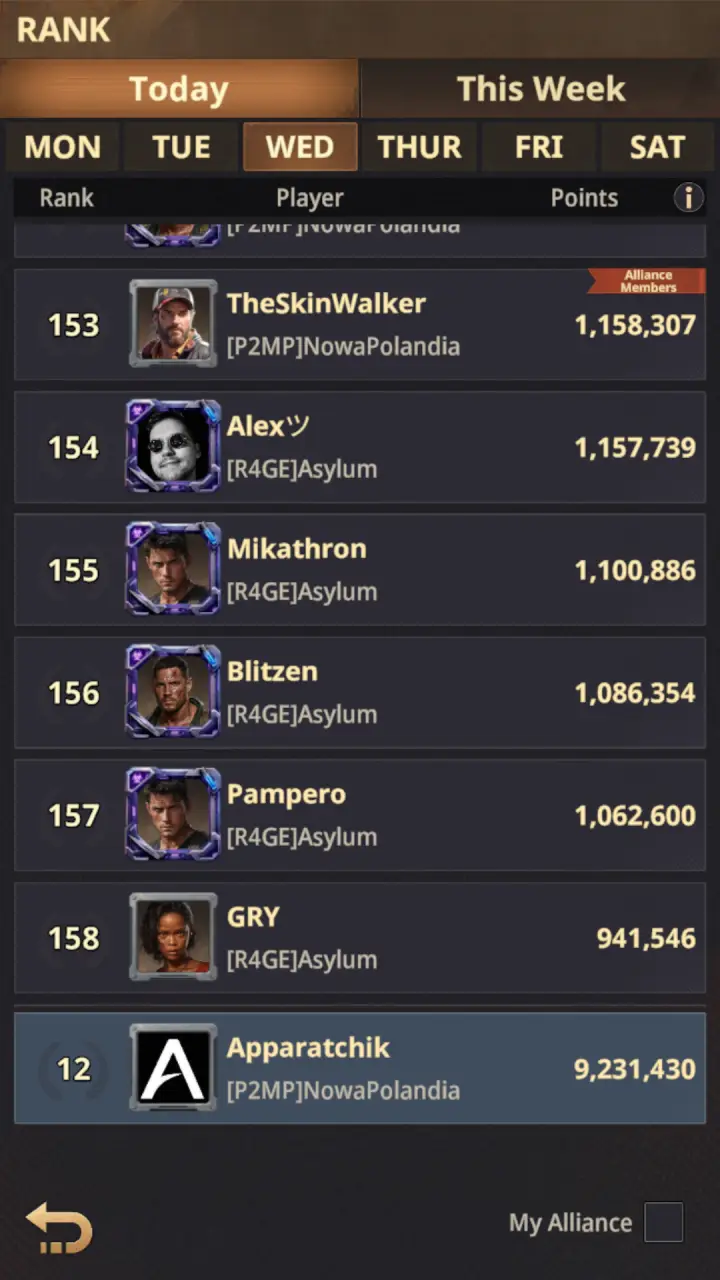 RANK
Today
This Week
MON TUE WED THUR FRI SAT
Rank Player Points i
[P2MP]NowaPolandia
153
TheSkinWalker
[P2MP]NowaPolandia
Alliance
Members
1,158,307
154
Alexツ
[R4GE]Asylum
1,157,739
155
Mikathron
[R4GE]Asylum
1,100,886
156
Blitzen
[R4GE]Asylum
1,086,354
157
Pampero
[R4GE]Asylum
1,062,600
158
GRY
[R4GE]Asylum
941,546
12
A
Apparatchik
[P2MP]NowaPolandia
9,231,430
My Alliance